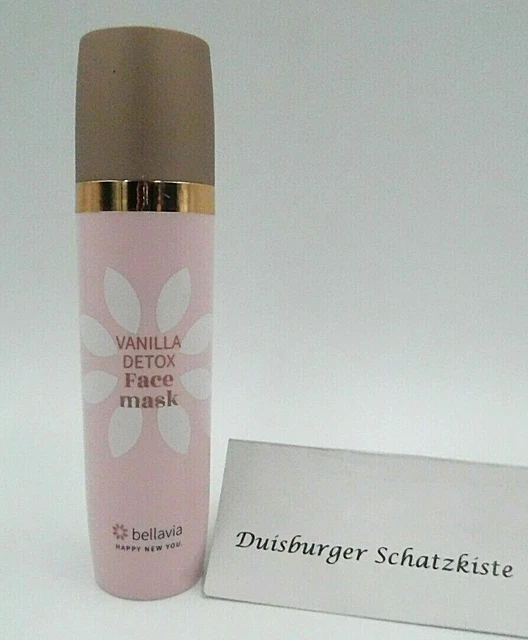 VANILLA
DETOX
Face
mask
bellavia
HAPPY NEW YOU.
Duisburger Schatzkiste